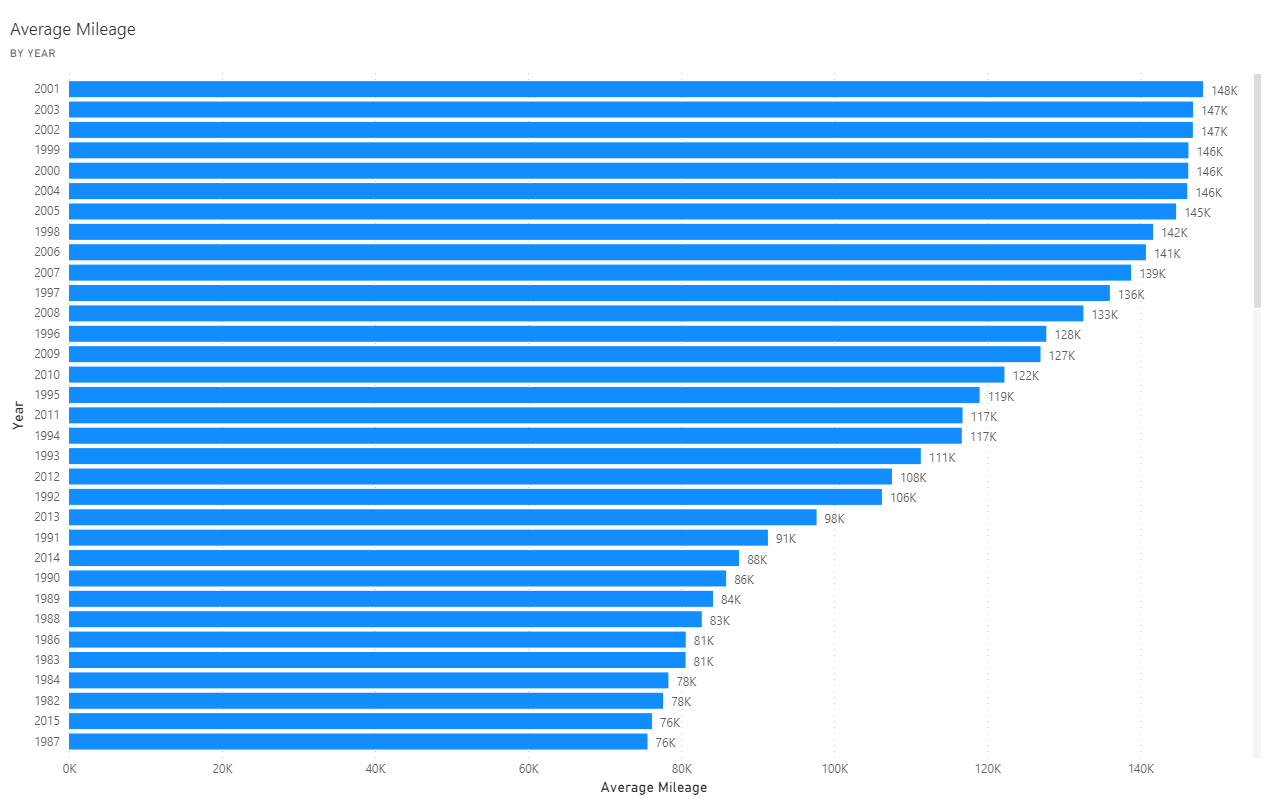 Average Mileage
BY YEAR
2001 148K
2003 147K
2002 147K
1999 146K
2000 146K
2004 146K
2005 145K
1998 142K
2006 141K
2007 139K
1997 136K
2008 133K
1996 128K
2009 127K
2010 122K
1995 119K
2011 117K
1994 117K
1993 111K
2012 108K
1992 106K
2013 98K
1991 91K
2014 88K
1990 86K
1989 84K
1988 83K
1986 81K
1983 81K
1984 78K
1982 78K
2015 76K
1987 76K
Year
0K 20K 40K 60K 80K 100K 120K 140K
Average Mileage